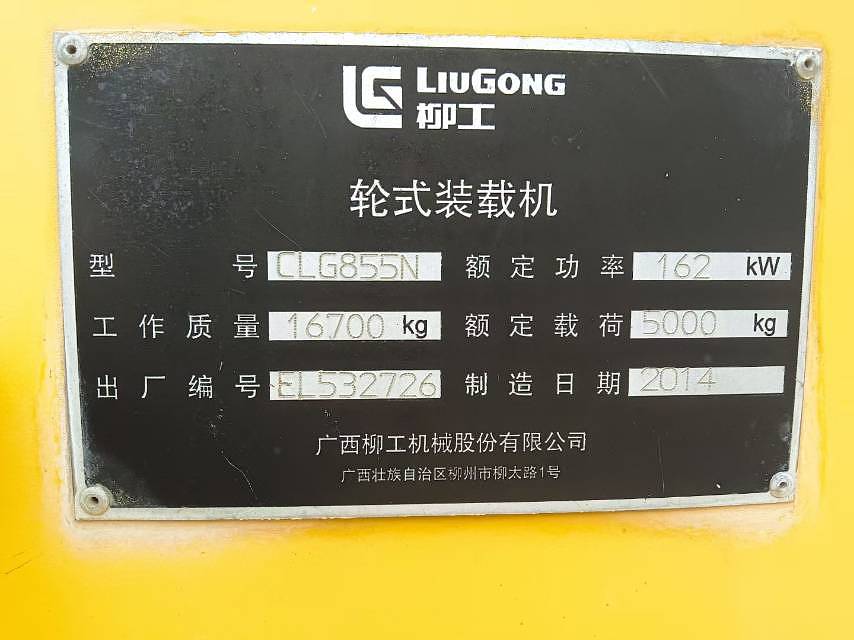 LG LIUGONG
柳工
轮式装载机
型号 CLG855N 额定功率 162 kW
工作质量 16700 kg 额定载荷 5000 kg
出厂编号 EL532726 制造日期 2014
广西柳工机械股份有限公司
广西壮族自治区柳州市柳太路1号